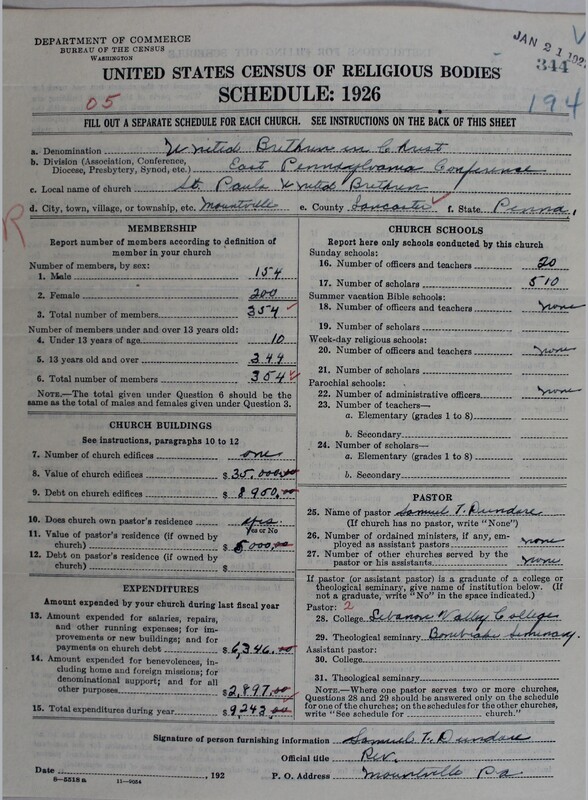 DEPARTMENT OF COMMERCE
BUREAU OF THE CENSUS
WASHINGTON
JAN 21 192
344
UNITED STATES CENSUS OF RELIGIOUS BODIES
SCHEDULE: 1926
05
194
FILL OUT A SEPARATE SCHEDULE FOR EACH CHURCH. SEE INSTRUCTIONS ON THE BACK OF THIS SHEET
a. Denomination United Brethren in Christ
b. Division (Association, Conference, Diocese, Presbytery, Synod, etc.) East Pennsylvania Conference
c. Local name of church St. Pauls United Brethren
d. City, town, village, or township, etc. Mountville e. County Lancaster f. State Penna.
R
MEMBERSHIP
Report number of members according to definition of
member in your church
Number of members, by sex:
1. Male 154
2. Female 200
3. Total number of members 354
Number of members under and over 13 years old:
4. Under 13 years of age 10
5. 13 years old and over 344
6. Total number of members 354
NOTE.—The total given under Question 6 should be
the same as the total of males and females given under Question 3.
CHURCH BUILDINGS
See instructions, paragraphs 10 to 12
7. Number of church edifices one
8. Value of church edifices $ 35,000.00
9. Debt on church edifices $ 8950.00
10. Does church own pastor's residence yes
Yes or No
11. Value of pastor's residence (if owned by
church) $ 5000.00
12. Debt on pastor's residence (if owned by
church) $
EXPENDITURES
Amount expended by your church during last fiscal year
13. Amount expended for salaries, repairs,
and other running expenses; for im-
provements or new buildings; and for
payments on church debt $ 6,346.00
14. Amount expended for benevolences, in-
cluding home and foreign missions; for
denominational support; and for all
other purposes $ 2,897.00
15. Total expenditures during year $ 9243.00
CHURCH SCHOOLS
Report here only schools conducted by this church
Sunday schools:
16. Number of officers and teachers 20
17. Number of scholars 510
Summer vacation Bible schools:
18. Number of officers and teachers none
19. Number of scholars
Week-day religious schools:
20. Number of officers and teachers none
21. Number of scholars
Parochial schools:
22. Number of administrative officers none
23. Number of teachers—
a. Elementary (grades 1 to 8)
b. Secondary
24. Number of scholars—
a. Elementary (grades 1 to 8)
b. Secondary
PASTOR
25. Name of pastor Samuel T. Dundore
(If church has no pastor, write "None")
26. Number of ordained ministers, if any, em-
ployed as assistant pastors none
27. Number of other churches served by the
pastor or his assistants none
If pastor (or assistant pastor) is a graduate of a college or
theological seminary, give name of institution below. (If
not a graduate, write "No" in the space indicated.)
Pastor: 2
28. College Lebanon Valley College
29. Theological seminary Bonebrake Seminary.
Assistant pastor:
30. College
31. Theological seminary
NOTE.—Where one pastor serves two or more churches,
Questions 28 and 29 should be answered only on the schedule
for one of the churches; on the schedules for the other churches,
write "See schedule for church."
Signature of person furnishing information Samuel T. Dundore
Official title Rev.
Date , 192 P. O. Address Mountville Pa
11—9054